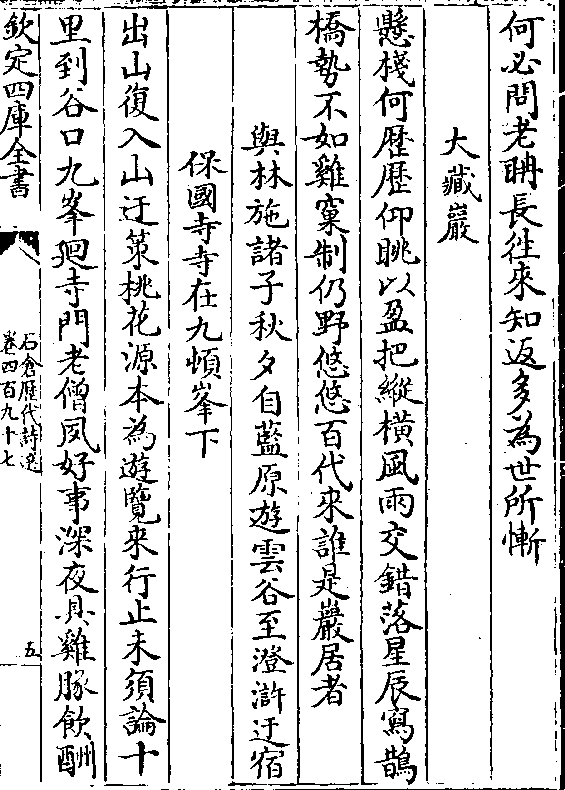 何必問老聃長往來知返多為世所慚
大藏巖
懸棧何歴歴仰眺以盈把縱橫風雨交錯落星辰寫鵲
橋勢不如雞窠制仍野悠悠百代來誰是巖居者
與林施諸子秋夕自藍原遊雲谷至澄滸迂宿
保國寺寺在九頓峯下
出山復入山迂策桃花源本為遊覽來行止未須論十
里到谷口九峯廻寺門老僧夙好事深夜具雞豚飲酬
欽定四庫全書
石倉歴代詩選
卷四百九十七
五